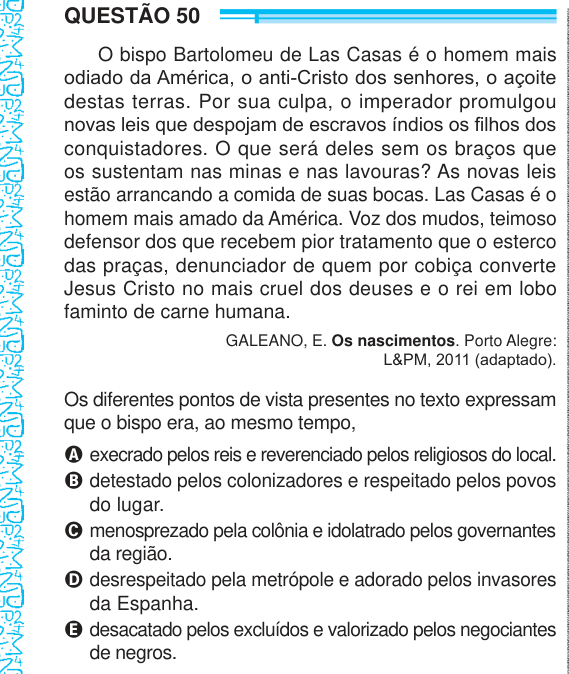 QUESTÃO 50
O bispo Bartolomeu de Las Casas é o homem mais
odiado da América, o anti-Cristo dos senhores, o açoite
destas terras. Por sua culpa, o imperador promulgou
novas leis que despojam de escravos índios os filhos dos
conquistadores. O que será deles sem os braços que
os sustentam nas minas e nas lavouras? As novas leis
estão arrancando a comida de suas bocas. Las Casas é o
homem mais amado da América. Voz dos mudos, teimoso
defensor dos que recebem pior tratamento que o esterco
das praças, denunciador de quem por cobiça converte
Jesus Cristo no mais cruel dos deuses e o rei em lobo
faminto de carne humana.
GALEANO, E. Os nascimentos. Porto Alegre:
L&PM, 2011 (adaptado).
Os diferentes pontos de vista presentes no texto expressam
que o bispo era, ao mesmo tempo,
A execrado pelos reis e reverenciado pelos religiosos do local.
B detestado pelos colonizadores e respeitado pelos povos
do lugar.
C menosprezado pela colônia e idolatrado pelos governantes
da região.
D desrespeitado pela metrópole e adorado pelos invasores
da Espanha.
E desacatado pelos excluídos e valorizado pelos negociantes
de negros.